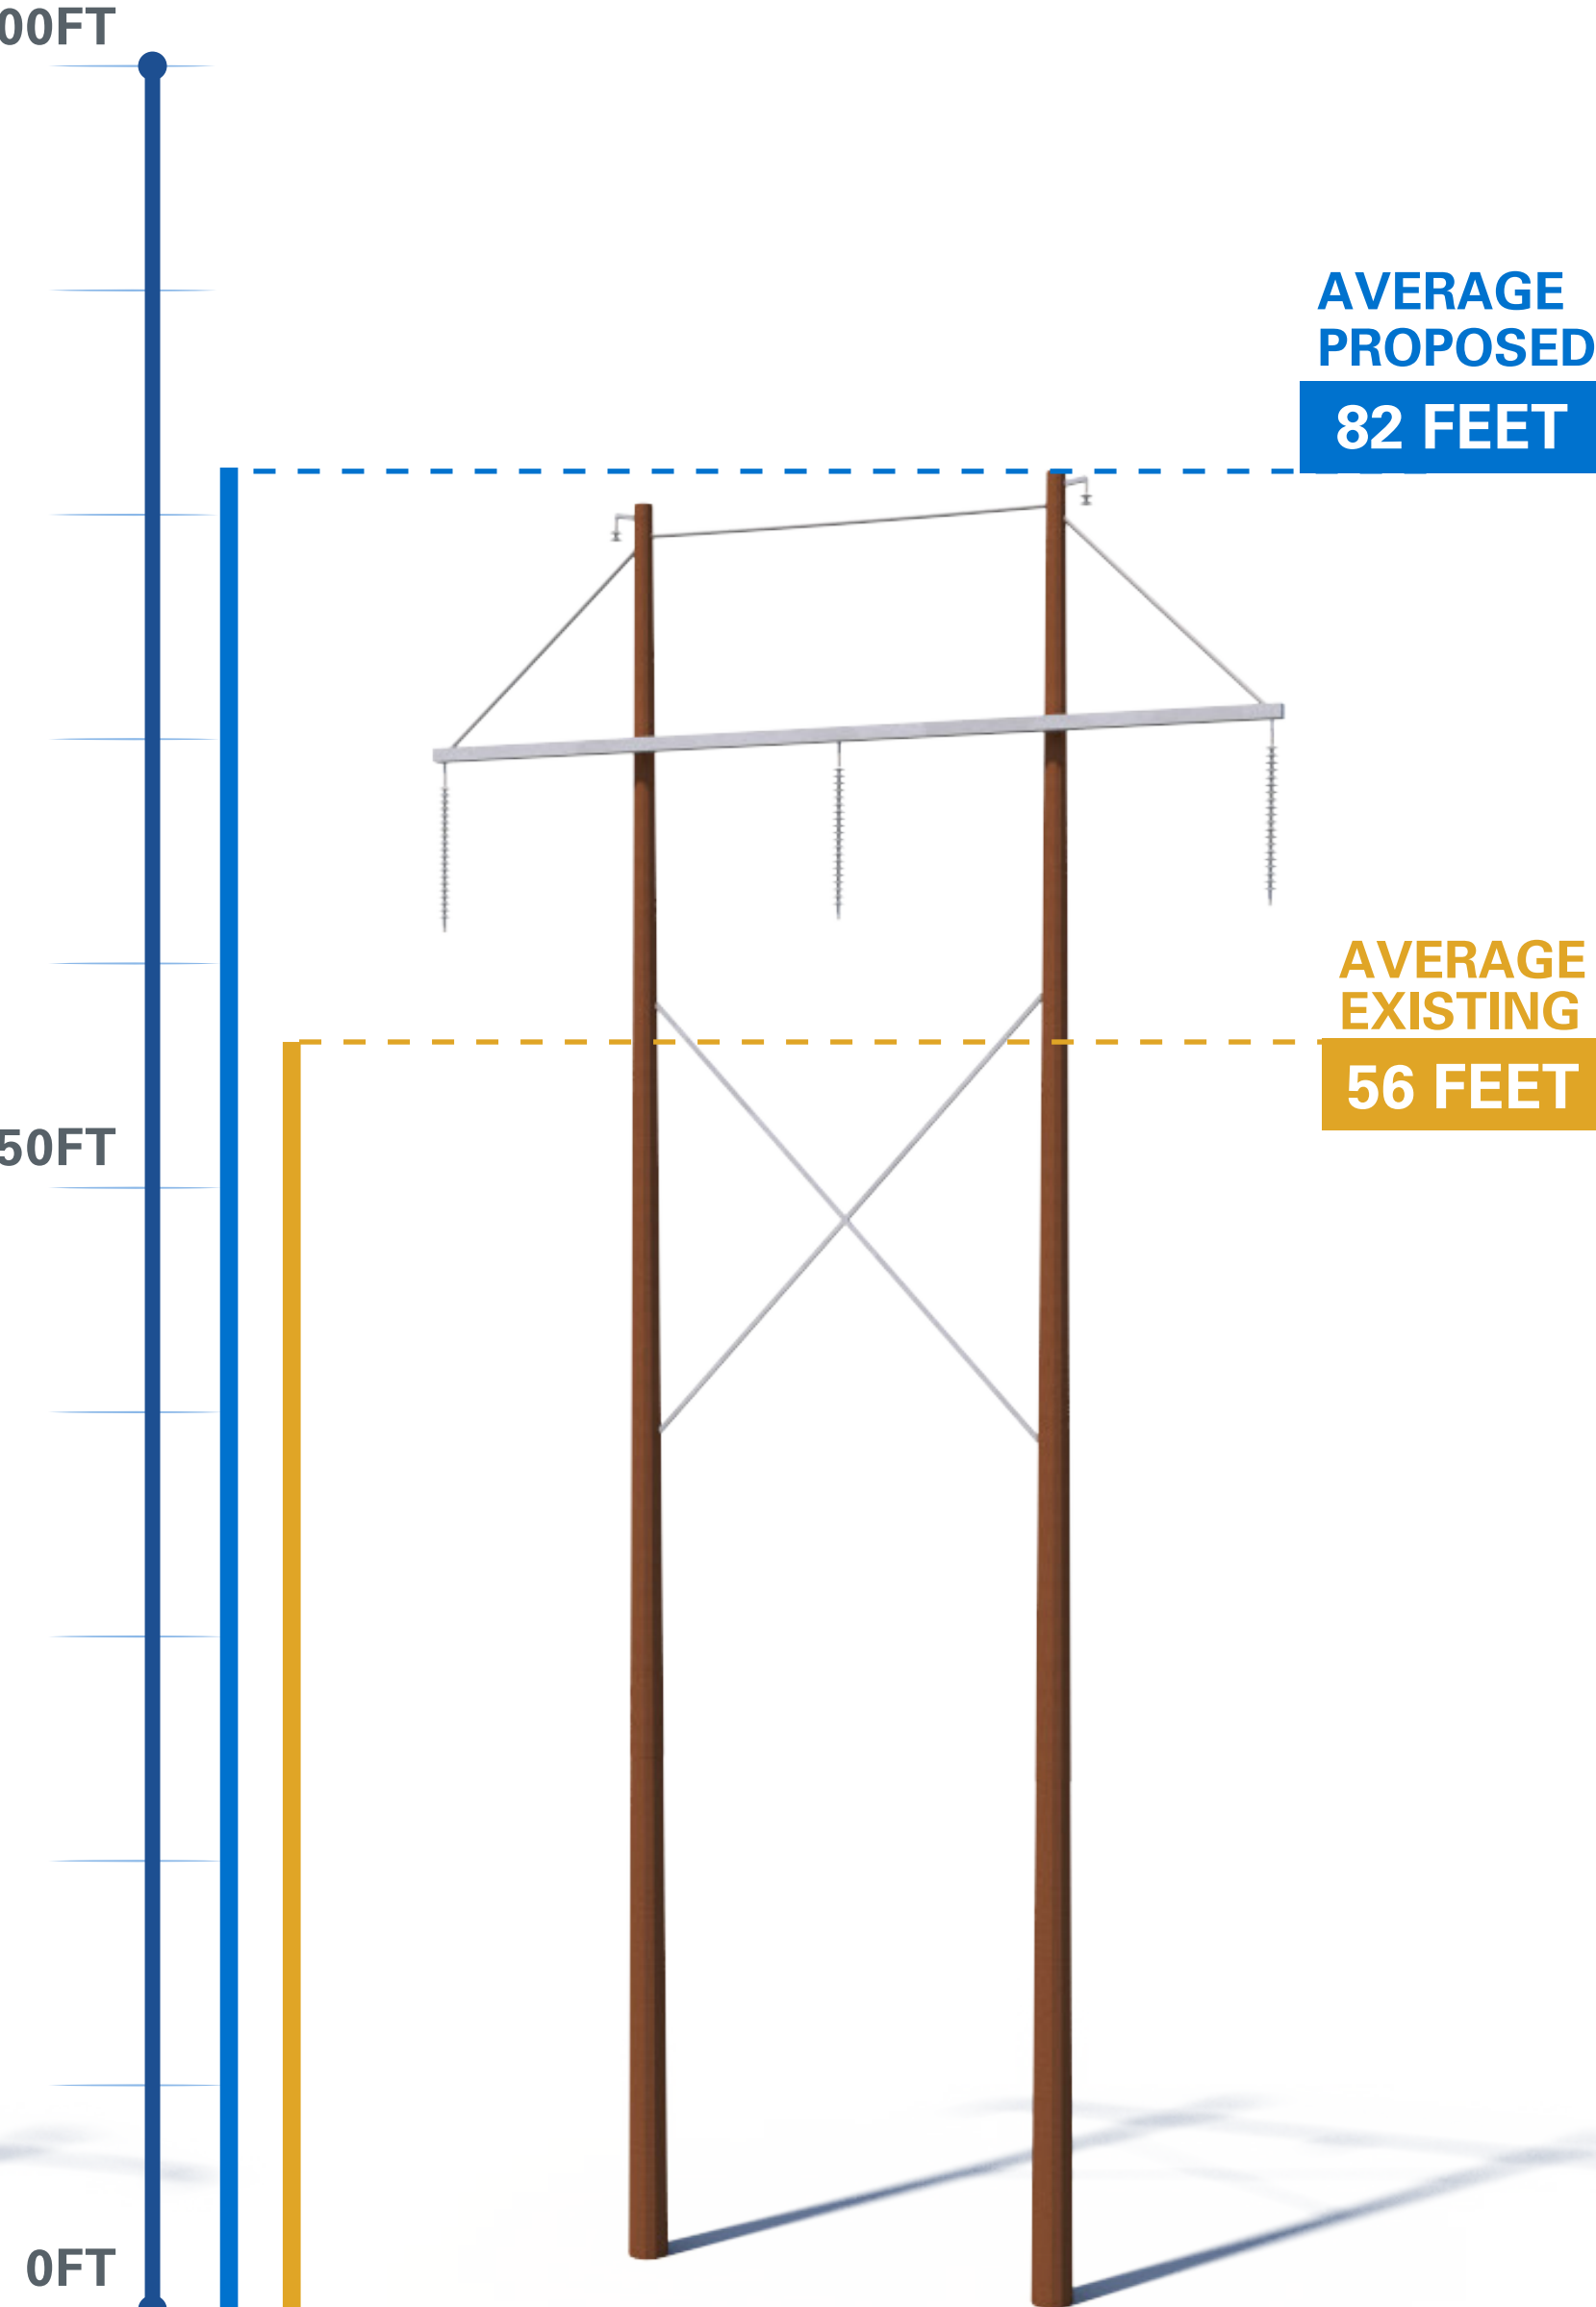 00FT
AVERAGE
PROPOSED
82 FEET
AVERAGE
EXISTING
56 FEET
50FT
0FT